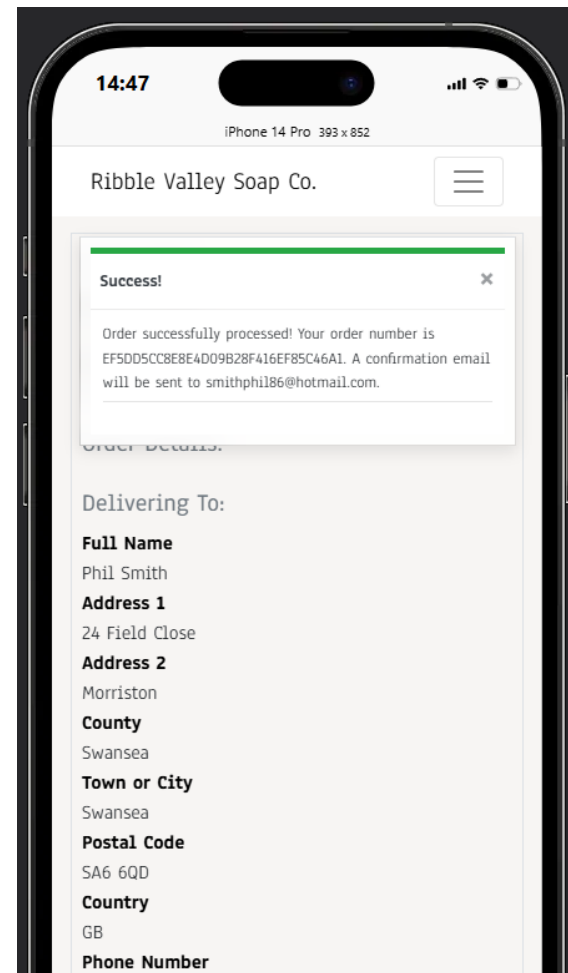 14:47
iPhone 14 Pro 393 x 852
Ribble Valley Soap Co.
Success!
×
Order successfully processed! Your order number is
EF5DD5CC8E8E4D09B28F416EF85C46A1. A confirmation email
will be sent to smithphil86@hotmail.com.
Order Details:
Delivering To:
Full Name
Phil Smith
Address 1
24 Field Close
Address 2
Morriston
County
Swansea
Town or City
Swansea
Postal Code
SA6 6QD
Country
GB
Phone Number